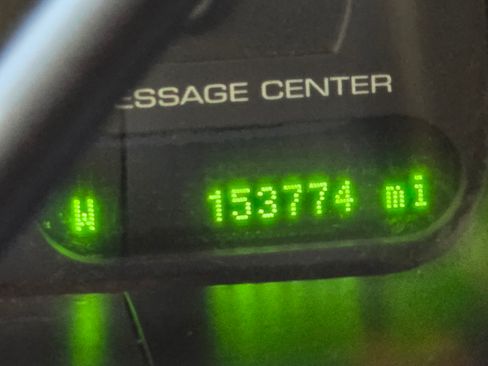 ESSAGE CENTER
W 153774 mi